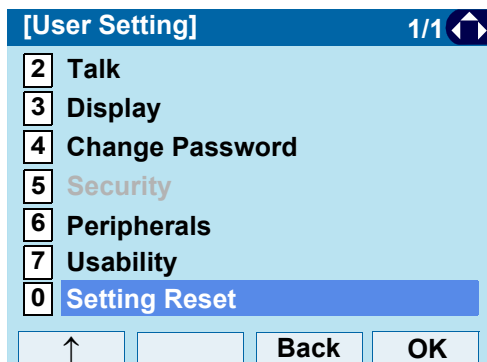 [User Setting] 1/1
2 Talk
3 Display
4 Change Password
5 Security
6 Peripherals
7 Usability
0 Setting Reset
↑ Back OK